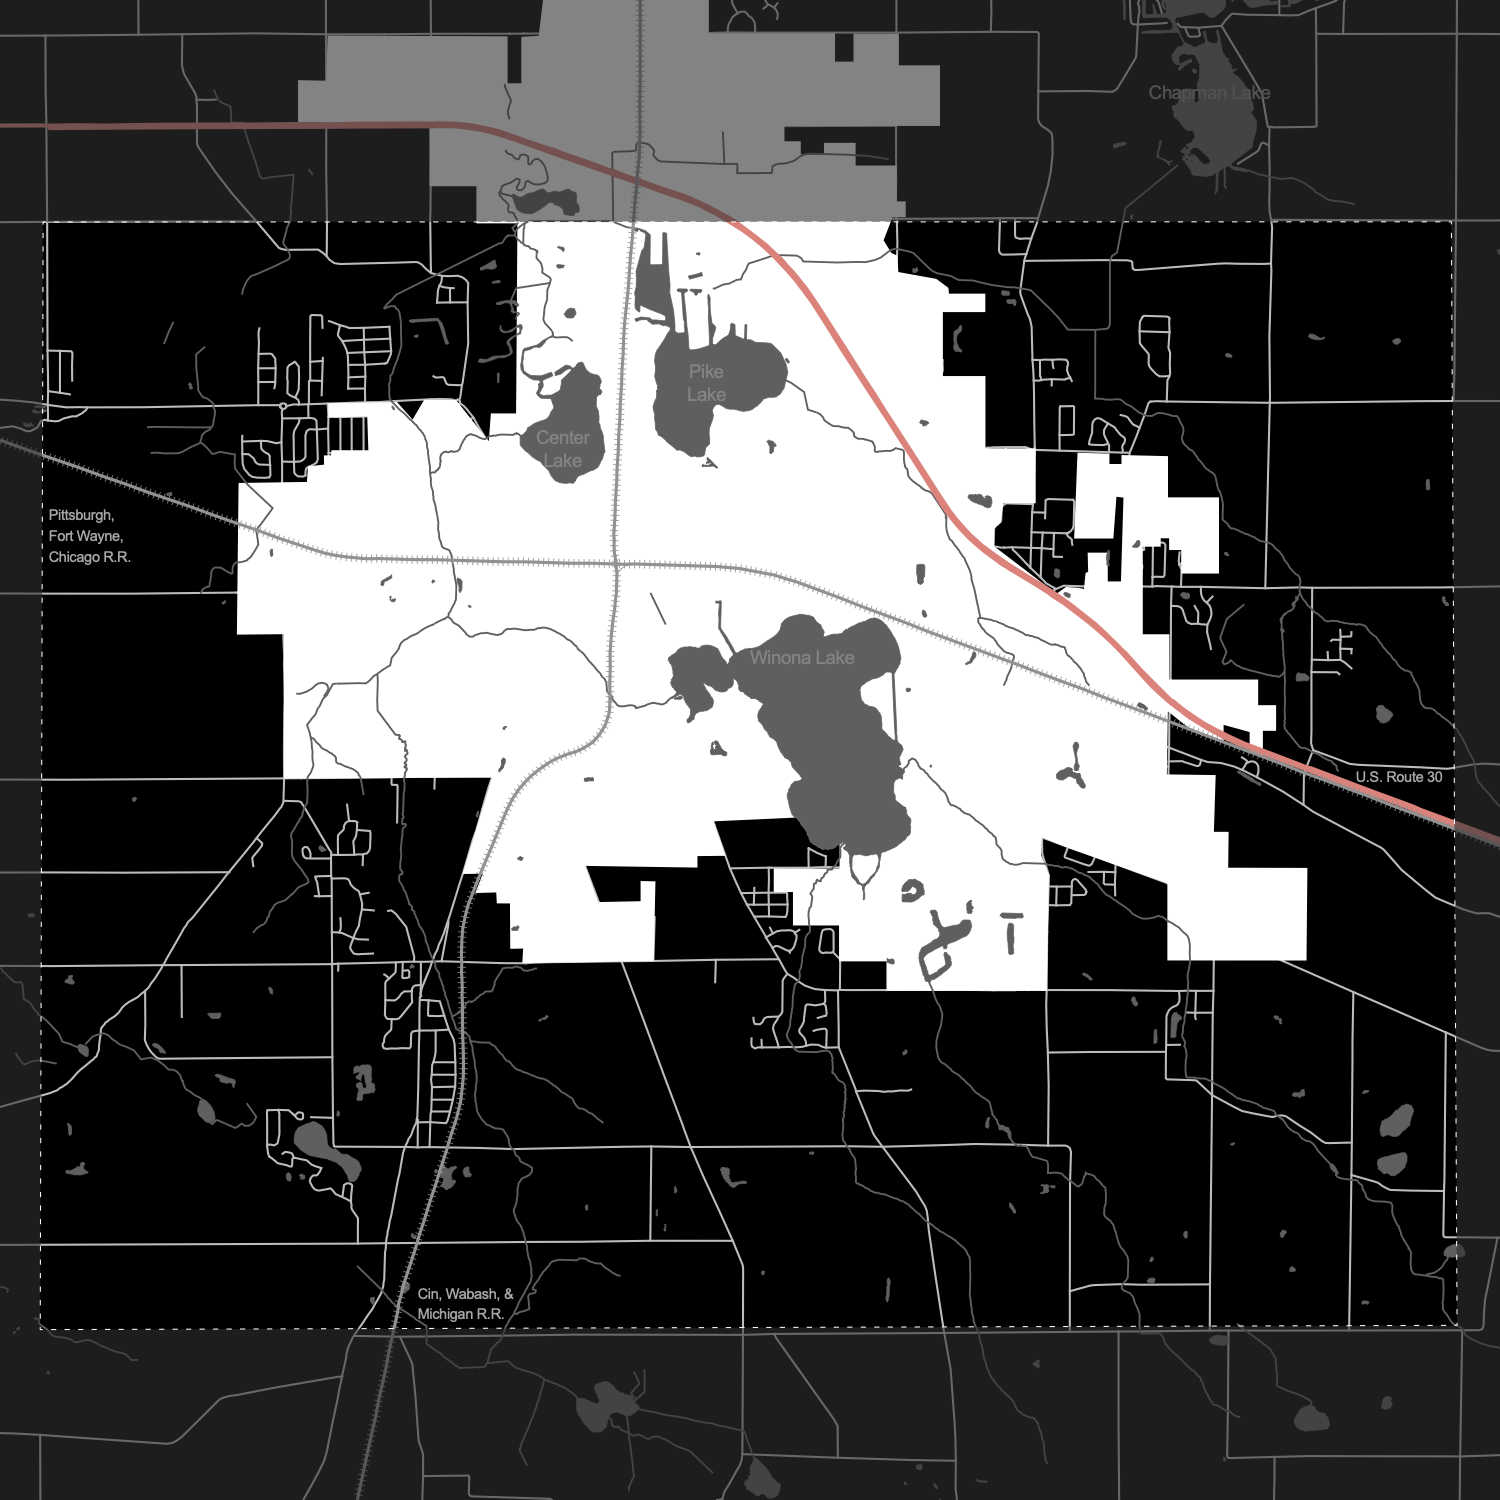 Chapman Lake
Pike
Lake
Center
Lake
Pittsburgh,
Fort Wayne,
Chicago R.R.
Winona Lake
U.S. Route 30
Cin, Wabash, &
Michigan R.R.